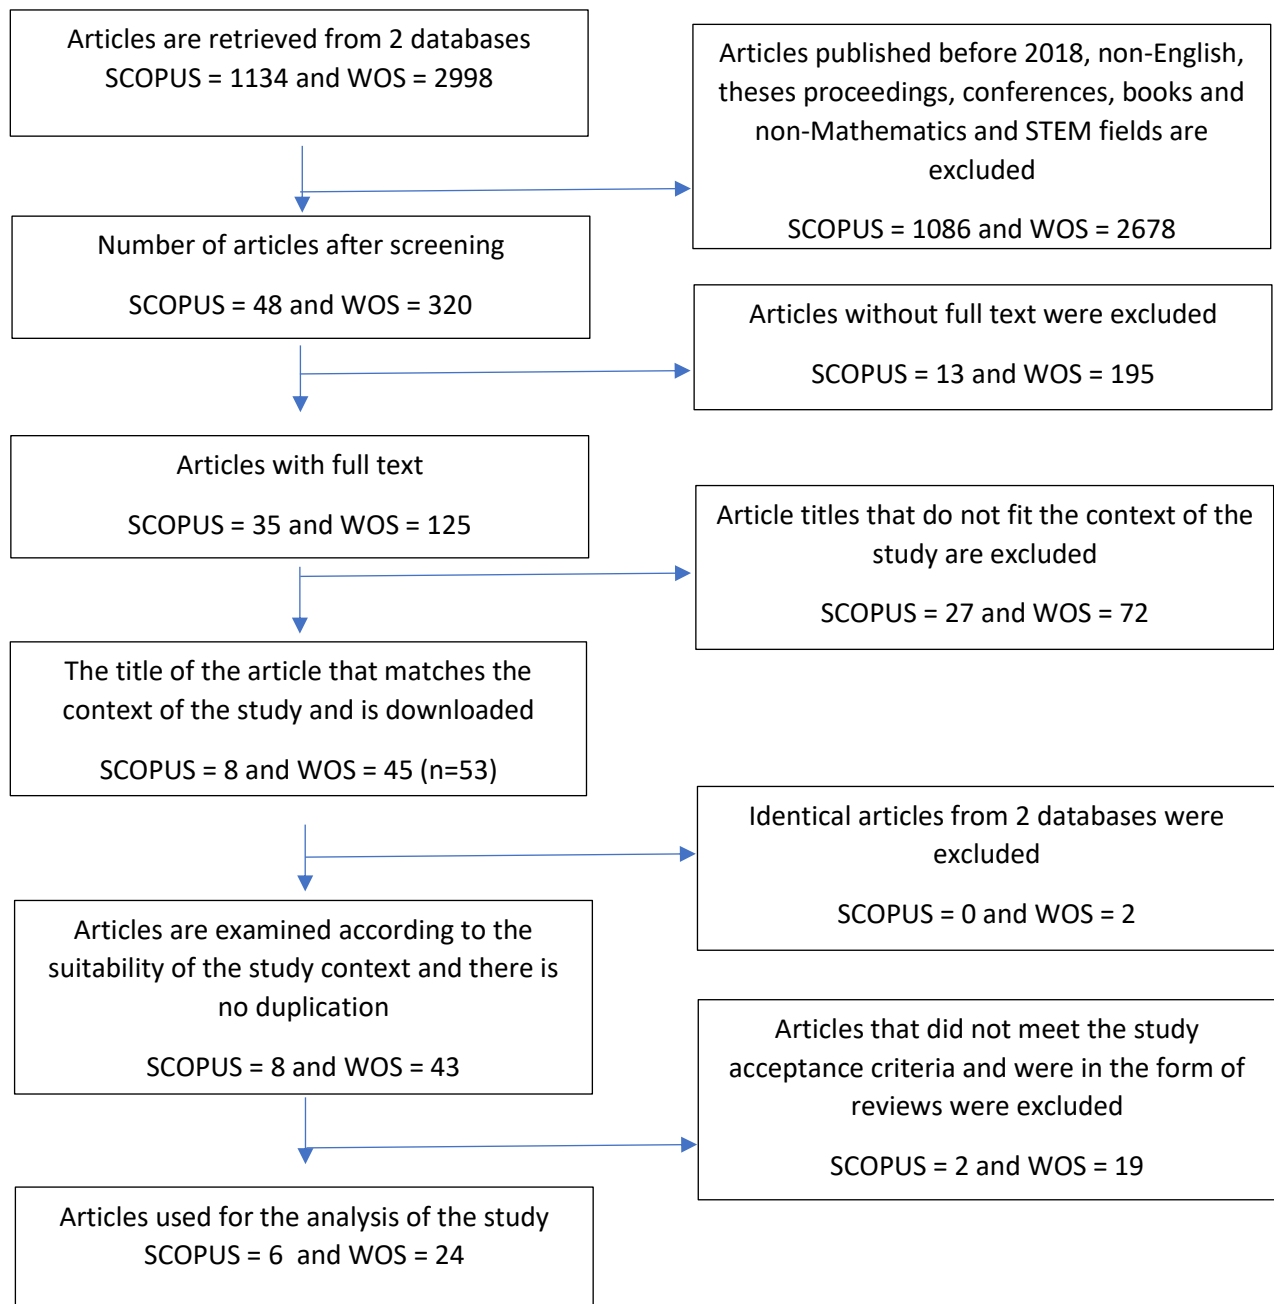 Articles are retrieved from 2 databases
SCOPUS = 1134 and WOS = 2998
Articles published before 2018, non-English,
theses proceedings, conferences, books and
non-Mathematics and STEM fields are
excluded
SCOPUS = 1086 and WOS = 2678
Number of articles after screening
SCOPUS = 48 and WOS = 320
Articles without full text were excluded
SCOPUS = 13 and WOS = 195
Articles with full text
SCOPUS = 35 and WOS = 125
Article titles that do not fit the context of the
study are excluded
SCOPUS = 27 and WOS = 72
The title of the article that matches the
context of the study and is downloaded
SCOPUS = 8 and WOS = 45 (n=53)
Identical articles from 2 databases were
excluded
SCOPUS = 0 and WOS = 2
Articles are examined according to the
suitability of the study context and there is
no duplication
SCOPUS = 8 and WOS = 43
Articles that did not meet the study
acceptance criteria and were in the form of
reviews were excluded
SCOPUS = 2 and WOS = 19
Articles used for the analysis of the study
SCOPUS = 6 and WOS = 24